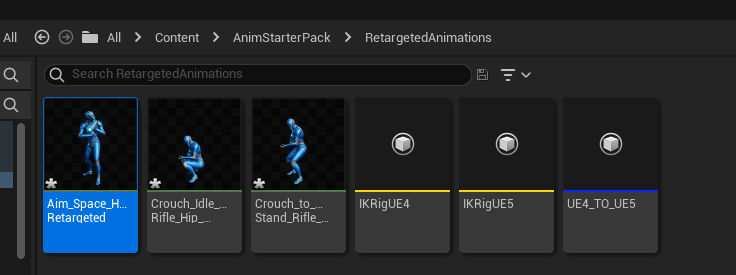 All
All > Content > AnimStarterPack > RetargetedAnimations
Search RetargetedAnimations
Aim_Space_H...
Retargeted
Crouch_Idle_...
Rifle_Hip_...
Crouch_to_...
Stand_Rifle_...
IKRigUE4
IKRigUE5
UE4_TO_UE5